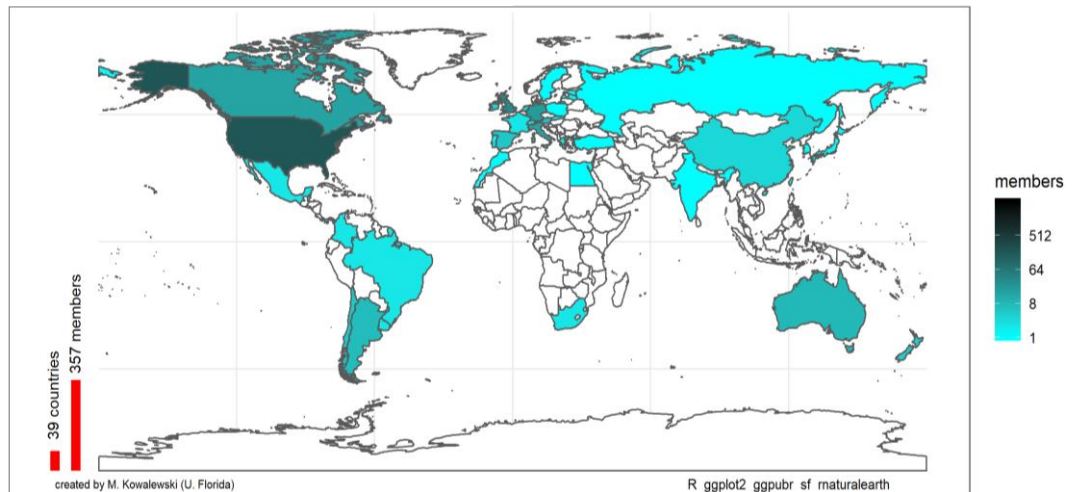 members
512
64
8
1
39 countries
357 members
created by M. Kowalewski (U. Florida)
R ggplot2 ggpubr sf rnaturalearth